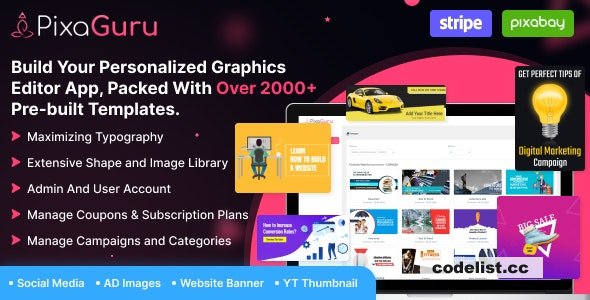 PixaGuru
stripe
pixabay
Build Your Personalized Graphics
Editor App, Packed With Over 2000+
Pre-built Templates.
Maximizing Typography
Extensive Shape and Image Library
Admin And User Account
Manage Coupons & Subscription Plans
Manage Campaigns and Categories
Add Your Title Here
GET PERFECT TIPS OF
Digital Marketing
Campaign
LEARN
HOW TO BUILD
A WEBSITE
How to Increase
Conversion Rates?
BIG SALE
Social Media
AD Images
Website Banner
YT Thumbnail
codelist.cc